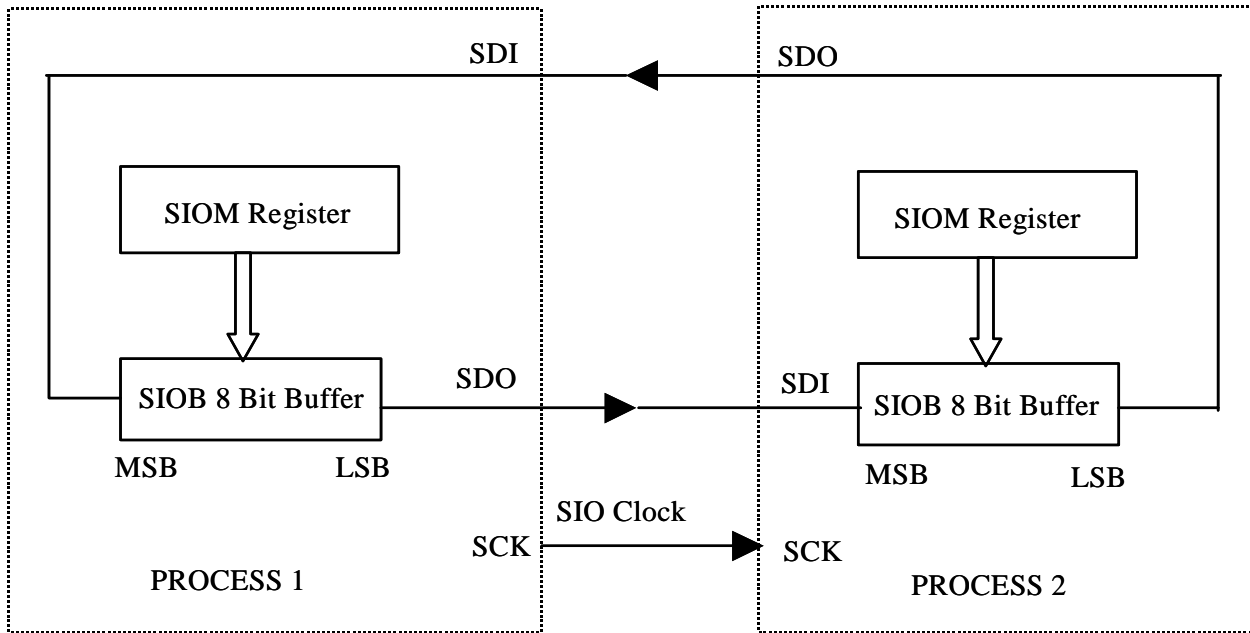 SDI
SDO
SIOM Register
SIOM Register
SIOB 8 Bit Buffer
SDO
SDI
SIOB 8 Bit Buffer
MSB
LSB
MSB
LSB
SIO Clock
SCK
SCK
PROCESS 1
PROCESS 2